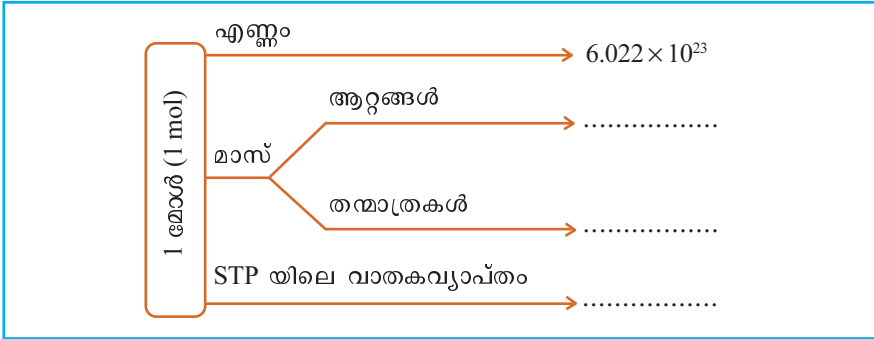 എണ്ണം
6.022 × 10²³
ആറ്റങ്ങൾ
.................
1 മോൾ (1 mol)
മാസ്
തന്മാത്രകൾ
.................
STP യിലെ വാതകവ്യാപ്തം
.................